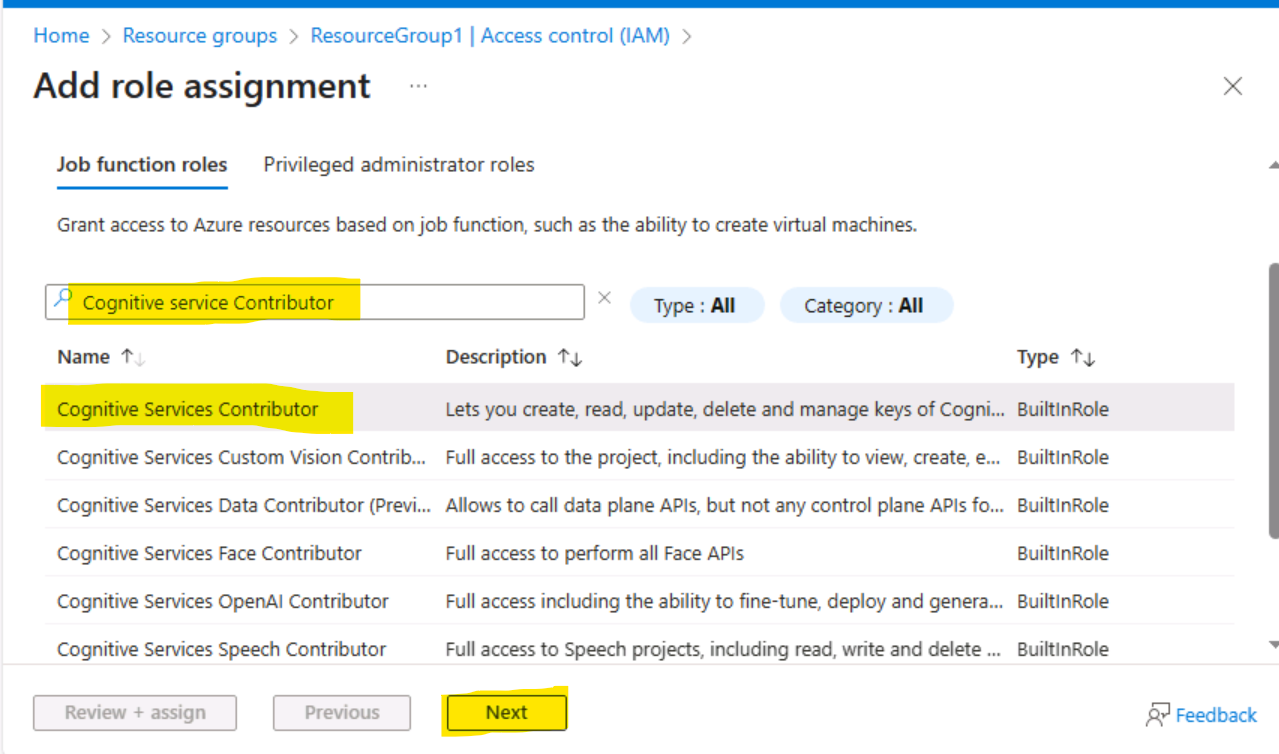 Home > Resource groups > ResourceGroup1 | Access control (IAM) >
Add role assignment ...
Job function roles Privileged administrator roles
Grant access to Azure resources based on job function, such as the ability to create virtual machines.
Cognitive service Contributor Type : All Category : All
Name ↑↓ Description ↑↓ Type ↑↓
Cognitive Services Contributor Lets you create, read, update, delete and manage keys of Cogni... BuiltInRole
Cognitive Services Custom Vision Contrib... Full access to the project, including the ability to view, create, e... BuiltInRole
Cognitive Services Data Contributor (Previ... Allows to call data plane APIs, but not any control plane APIs fo... BuiltInRole
Cognitive Services Face Contributor Full access to perform all Face APIs BuiltInRole
Cognitive Services OpenAI Contributor Full access including the ability to fine-tune, deploy and genera... BuiltInRole
Cognitive Services Speech Contributor Full access to Speech projects, including read, write and delete ... BuiltInRole
Review + assign Previous Next Feedback